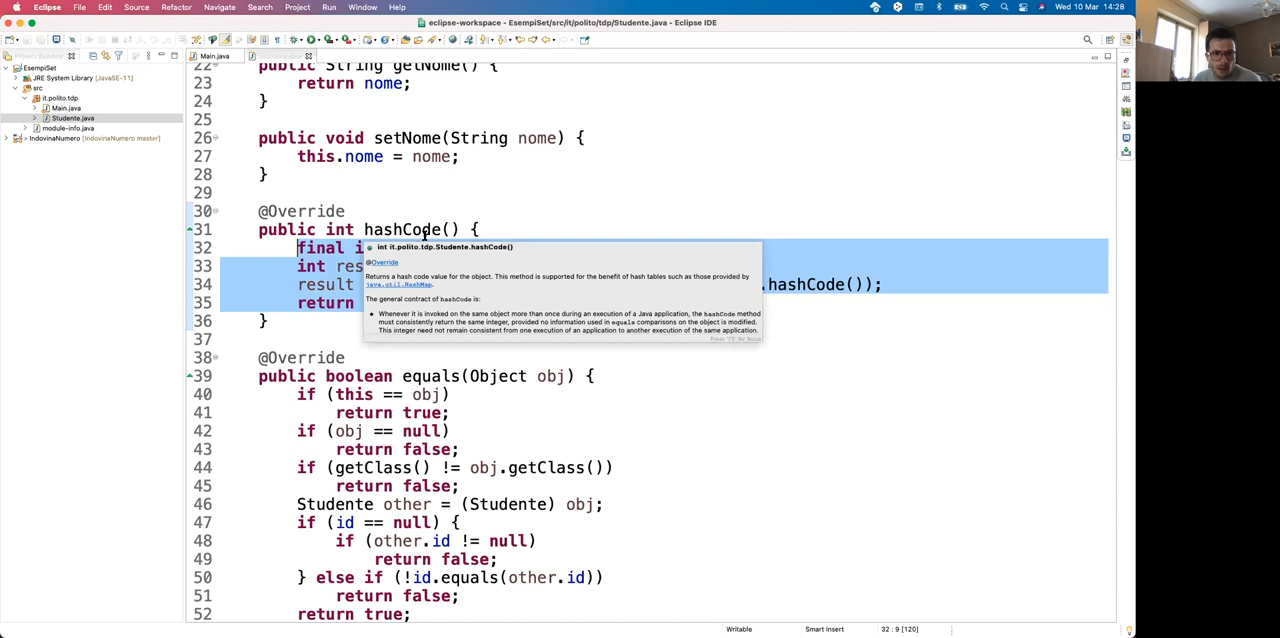 Eclipse File Edit Source Refactor Navigate Search Project Run Window Help Wed 10 Mar 14:28
eclipse-workspace - EsempiSet/src/it/polito/tdp/Studente.java - Eclipse IDE
Project Explorer
Main.java
EsempiSet
JRE System Library [JavaSE-11]
src
it.polito.tdp
Main.java
Studente.java
module-info.java
> IndovinaNumero [IndovinaNumero master]
22 public String getNome() {
23 return nome;
24 }
25
26 public void setNome(String nome) {
27 this.nome = nome;
28 }
29
30 @Override
31 public int hashCode() {
32 final i
33 int res
34 result .hashCode());
35 return
36 }
37
38 @Override
39 public boolean equals(Object obj) {
40 if (this == obj)
41 return true;
42 if (obj == null)
43 return false;
44 if (getClass() != obj.getClass())
45 return false;
46 Studente other = (Studente) obj;
47 if (id == null) {
48 if (other.id != null)
49 return false;
50 } else if (!id.equals(other.id))
51 return false;
52 return true;
int it.polito.tdp.Studente.hashCode()
@Override
Returns a hash code value for the object. This method is supported for the benefit of hash tables such as those provided by
java.util.HashMap.
The general contract of hashCode is:
• Whenever it is invoked on the same object more than once during an execution of a Java application, the hashCode method
must consistently return the same integer, provided no information used in equals comparisons on the object is modified.
This integer need not remain consistent from one execution of an application to another execution of the same application.
Press 'F2' for focus
Writable Smart Insert 32 : 9 [120]